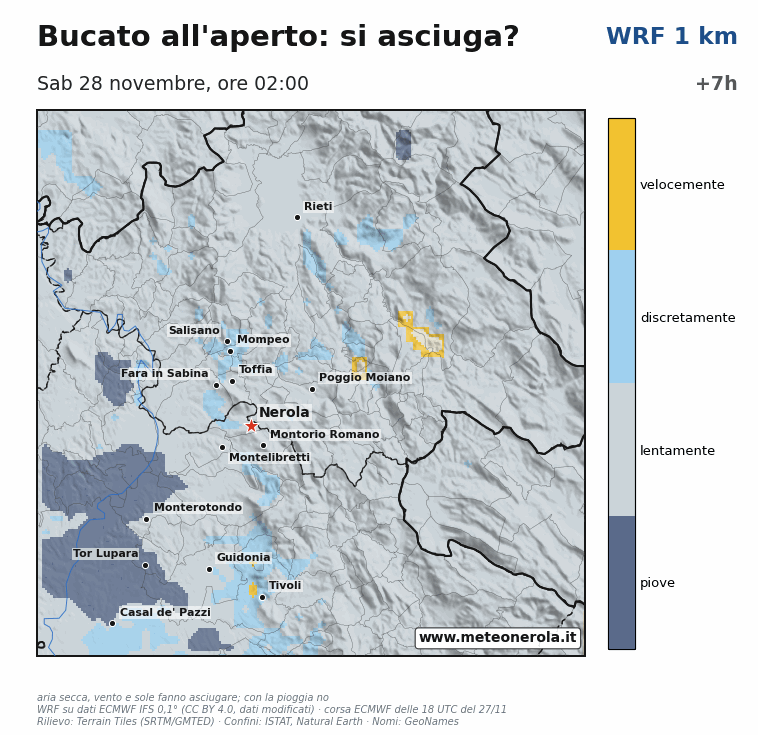 Bucato all'aperto: si asciuga?
WRF 1 km
Sab 28 novembre, ore 02:00
+7h
velocemente
discretamente
lentamente
piove
Rieti
Salisano
Mompeo
Fara in Sabina
Toffia
Poggio Moiano
Nerola
Montorio Romano
Montelibretti
Monterotondo
Tor Lupara
Guidonia
Tivoli
Casal de' Pazzi
www.meteonerola.it
aria secca, vento e sole fanno asciugare; con la pioggia no
WRF su dati ECMWF IFS 0,1° (CC BY 4.0, dati modificati) · corsa ECMWF delle 18 UTC del 27/11
Rilievo: Terrain Tiles (SRTM/GMTED) · Confini: ISTAT, Natural Earth · Nomi: GeoNames